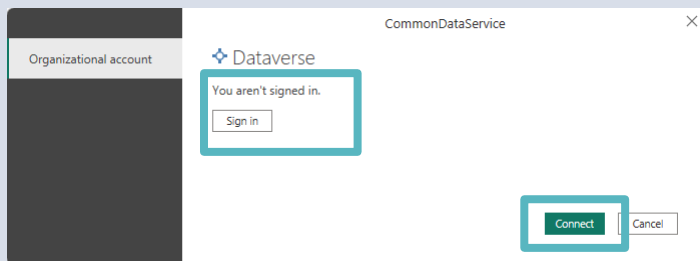 CommonDataService
Organizational account
Dataverse
You aren't signed in.
Sign in
Connect
Cancel